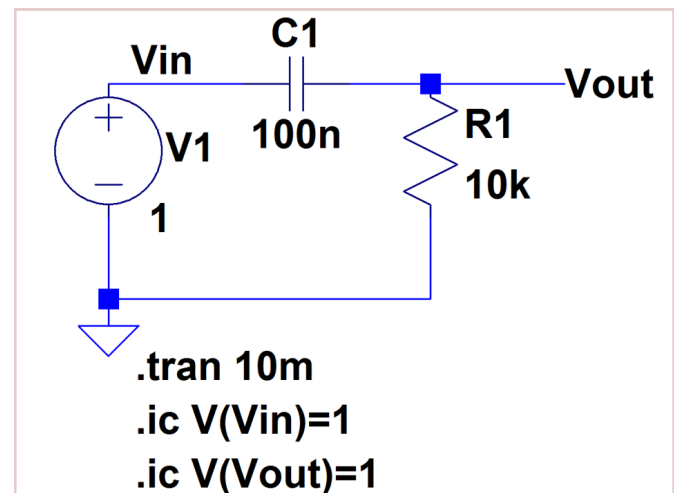 C1
Vin
Vout
V1
100n
R1
10k
1
.tran 10m
.ic V(Vin)=1
.ic V(Vout)=1